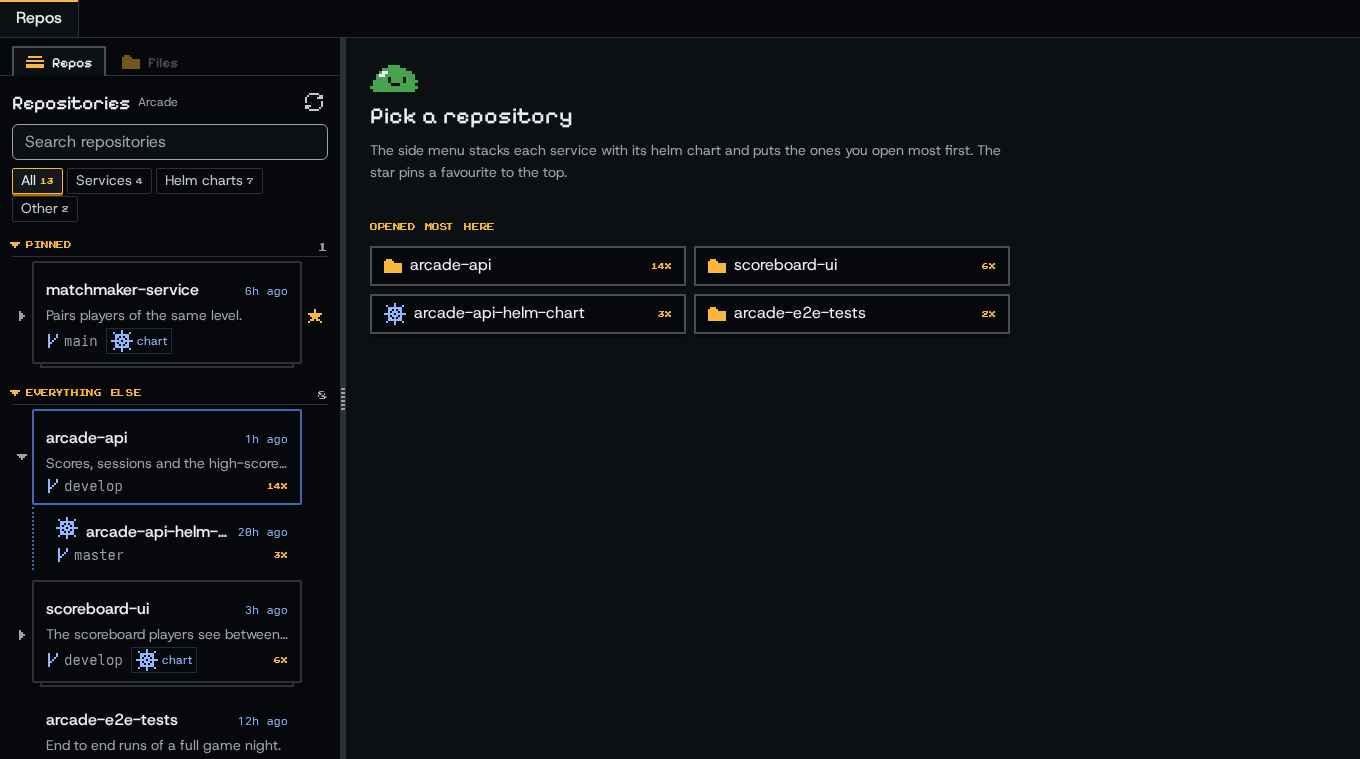 Repos
Repos
Files
Repositories Arcade
Search repositories
All 13
Services 4
Helm charts 7
Other 2
PINNED 1
matchmaker-service 6h ago
Pairs players of the same level.
main chart
EVERYTHING ELSE
arcade-api 1h ago
Scores, sessions and the high-score…
develop 14X
arcade-api-helm-… 20h ago
master 3X
scoreboard-ui 3h ago
The scoreboard players see between…
develop chart 6X
arcade-e2e-tests 12h ago
End to end runs of a full game night.
Pick a repository
The side menu stacks each service with its helm chart and puts the ones you open most first. The
star pins a favourite to the top.
OPENED MOST HERE
arcade-api 14X
scoreboard-ui 6X
arcade-api-helm-chart 3X
arcade-e2e-tests 2X